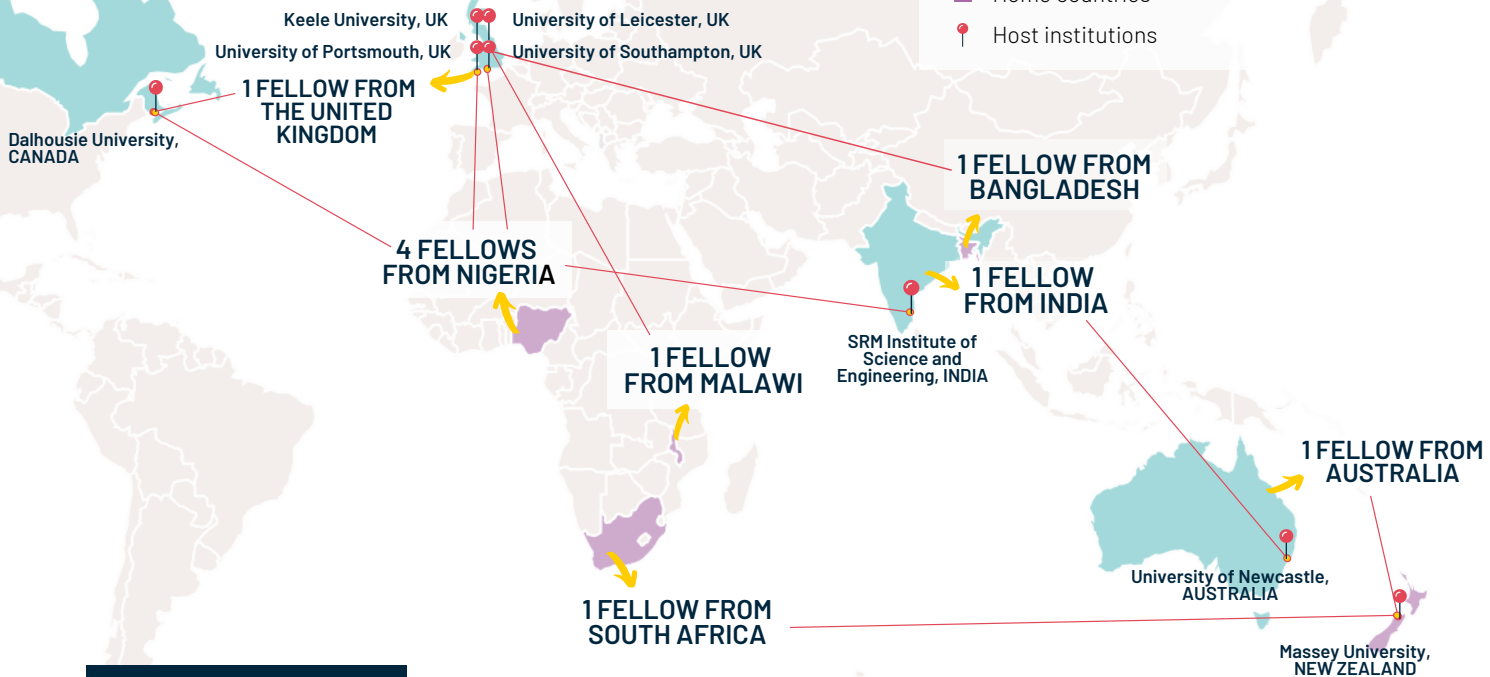 Keele University, UK
University of Leicester, UK
University of Portsmouth, UK
University of Southampton, UK
Host institutions
1 FELLOW FROM
THE UNITED
KINGDOM
Dalhousie University,
CANADA
1 FELLOW FROM
BANGLADESH
4 FELLOWS
FROM NIGERIA
1 FELLOW
FROM INDIA
SRM Institute of
Science and
Engineering, INDIA
1 FELLOW
FROM MALAWI
1 FELLOW FROM
AUSTRALIA
University of Newcastle,
AUSTRALIA
1 FELLOW FROM
SOUTH AFRICA
Massey University,
NEW ZEALAND